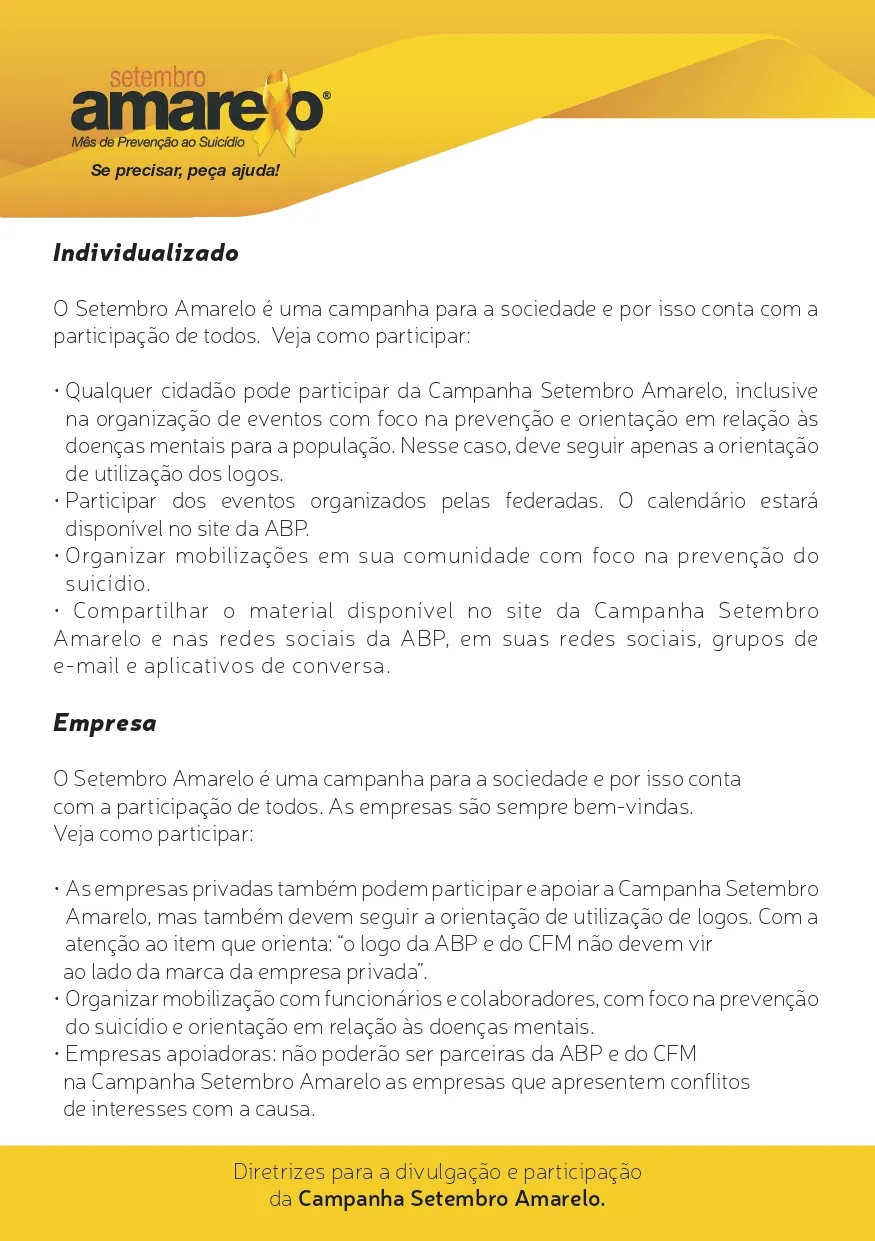 setembro
amarelo®
Mês de Prevenção ao Suicídio
Se precisar, peça ajuda!
Individualizado
O Setembro Amarelo é uma campanha para a sociedade e por isso conta com a
participação de todos. Veja como participar:
• Qualquer cidadão pode participar da Campanha Setembro Amarelo, inclusive
na organização de eventos com foco na prevenção e orientação em relação às
doenças mentais para a população. Nesse caso, deve seguir apenas a orientação
de utilização dos logos.
• Participar dos eventos organizados pelas federadas. O calendário estará
disponível no site da ABP.
• Organizar mobilizações em sua comunidade com foco na prevenção do
suicídio.
• Compartilhar o material disponível no site da Campanha Setembro
Amarelo e nas redes sociais da ABP, em suas redes sociais, grupos de
e-mail e aplicativos de conversa.
Empresa
O Setembro Amarelo é uma campanha para a sociedade e por isso conta
com a participação de todos. As empresas são sempre bem-vindas.
Veja como participar:
• As empresas privadas também podem participar e apoiar a Campanha Setembro
Amarelo, mas também devem seguir a orientação de utilização de logos. Com a
atenção ao item que orienta: “o logo da ABP e do CFM não devem vir
ao lado da marca da empresa privada”.
• Organizar mobilização com funcionários e colaboradores, com foco na prevenção
do suicídio e orientação em relação às doenças mentais.
• Empresas apoiadoras: não poderão ser parceiras da ABP e do CFM
na Campanha Setembro Amarelo as empresas que apresentem conflitos
de interesses com a causa.
Diretrizes para a divulgação e participação
da Campanha Setembro Amarelo.